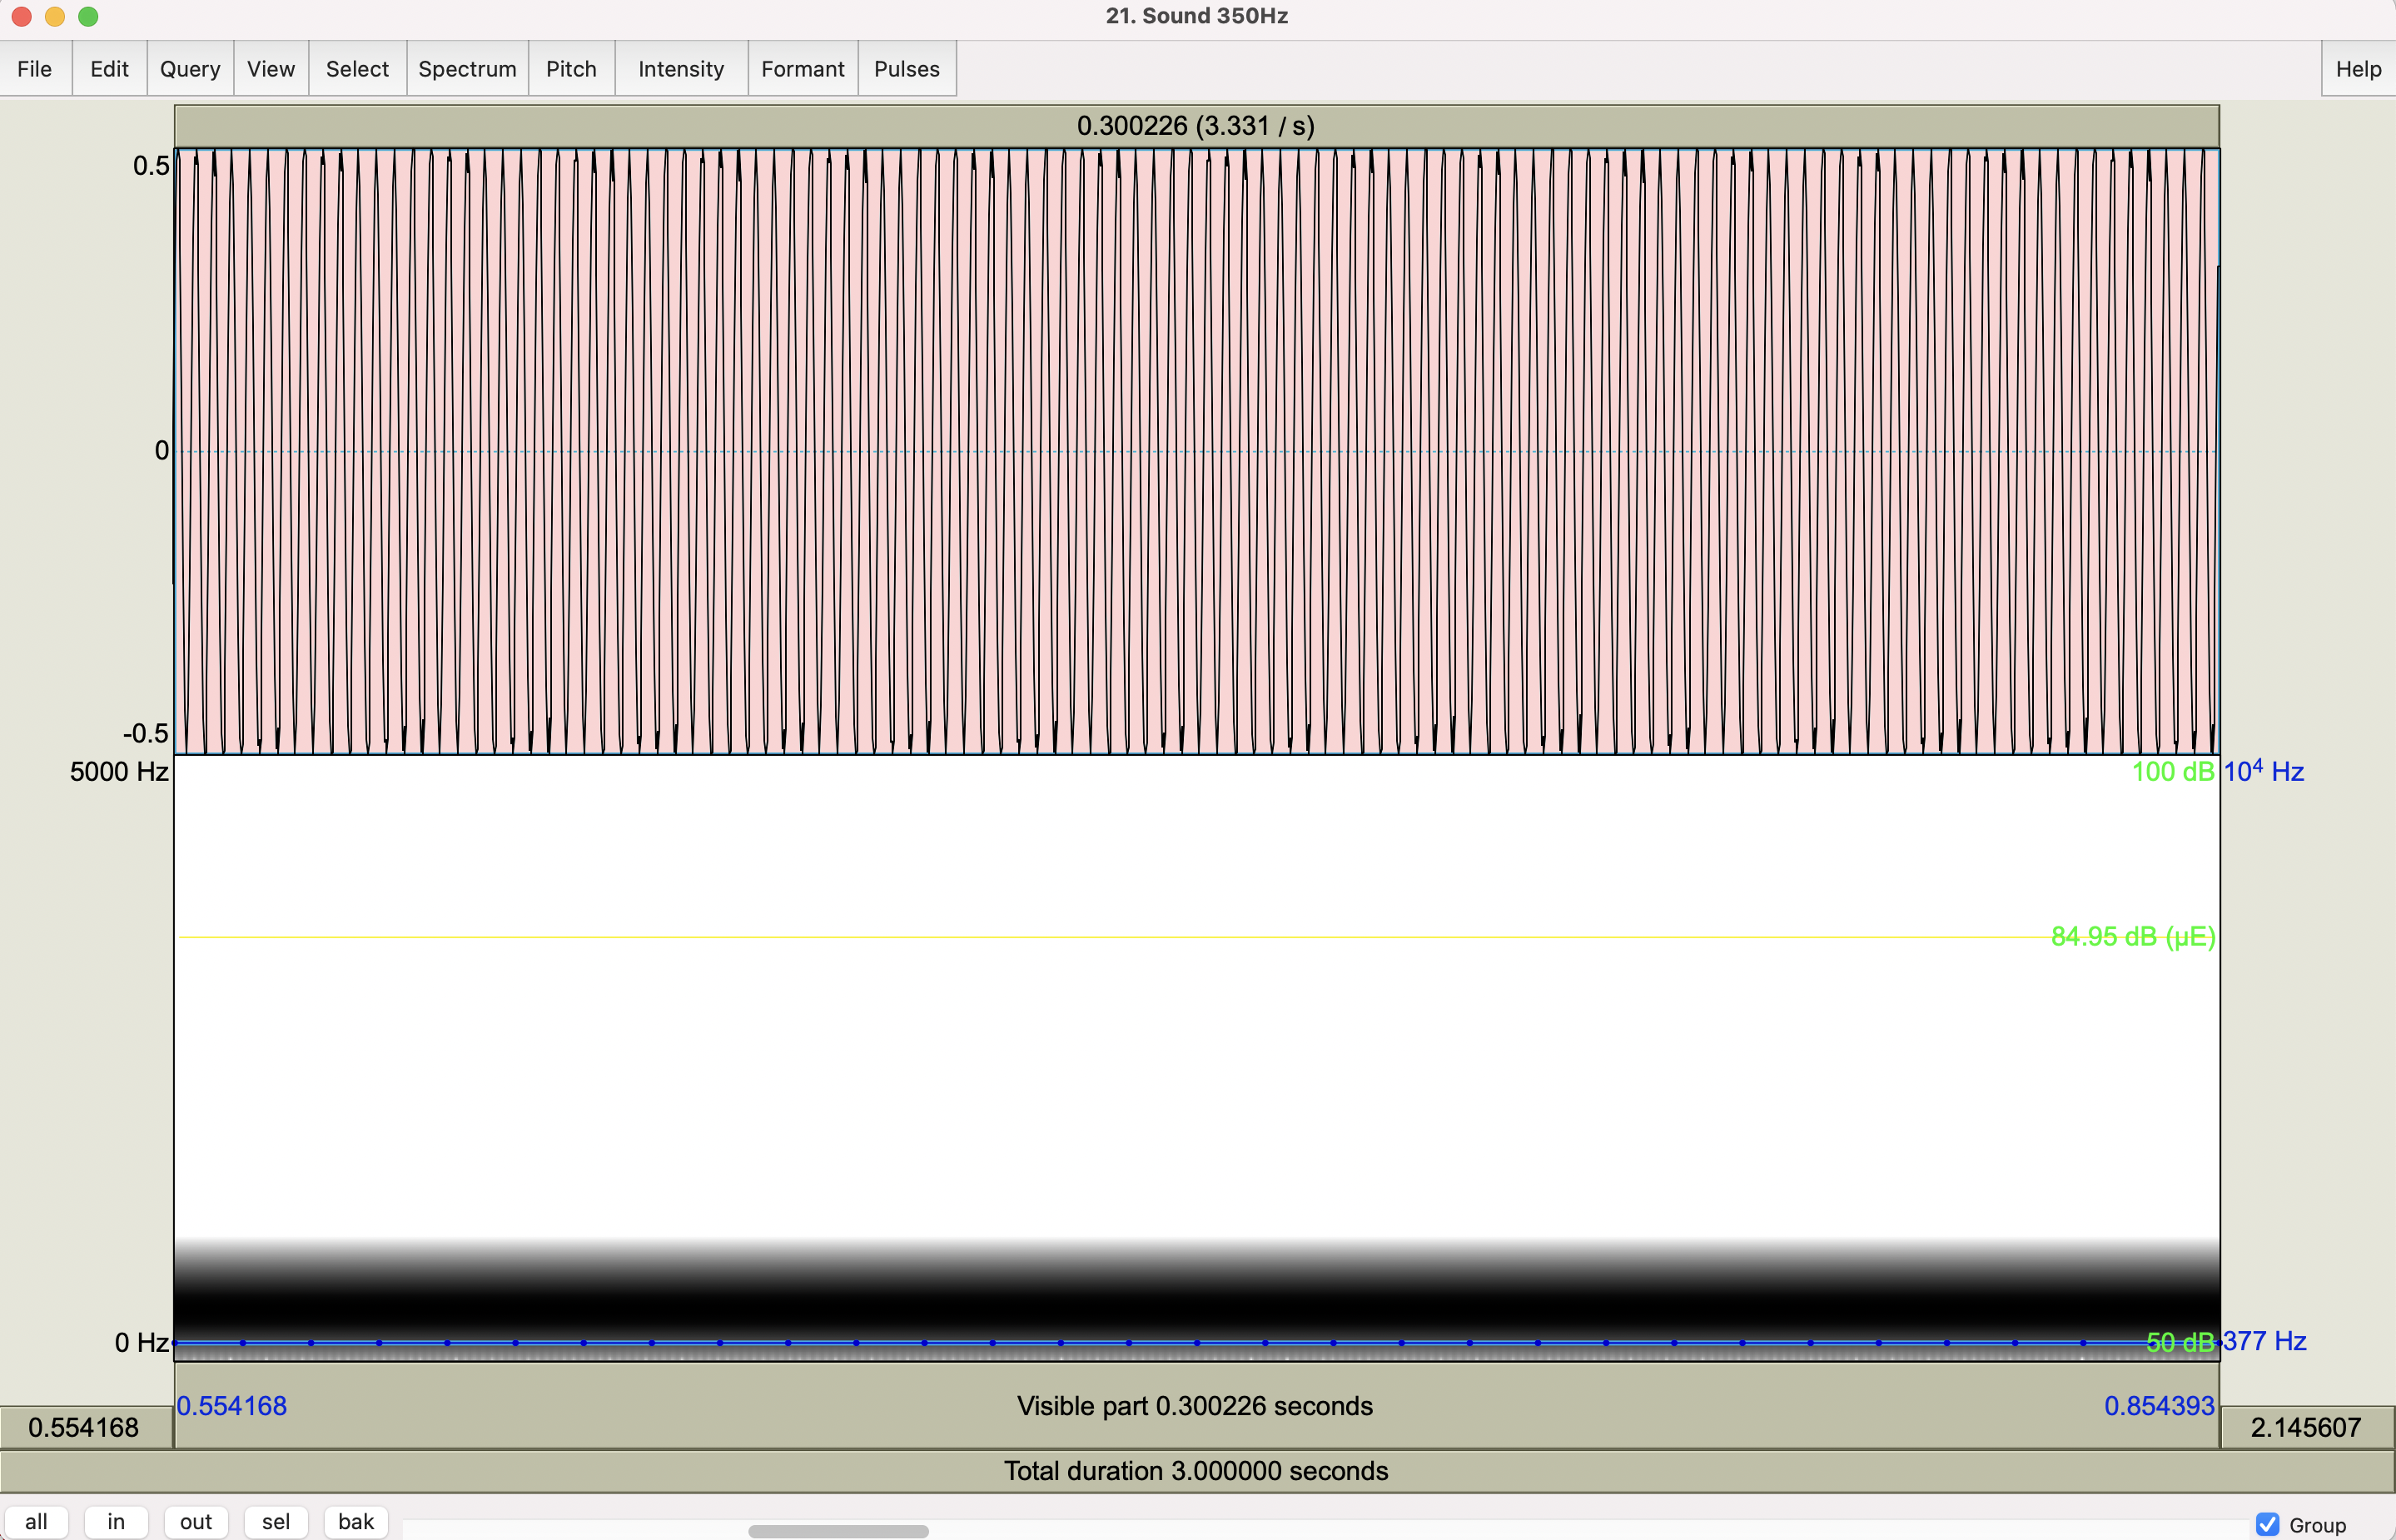 21. Sound 350Hz
File Edit Query View Select Spectrum Pitch Intensity Formant Pulses Help
0.300226 (3.331 / s)
0.5
0
-0.5
5000 Hz 100 dB 10⁴ Hz
84.95 dB (µE)
0 Hz 50 dB 377 Hz
0.554168 Visible part 0.300226 seconds 0.854393
0.554168 2.145607
Total duration 3.000000 seconds
all in out sel bak Group